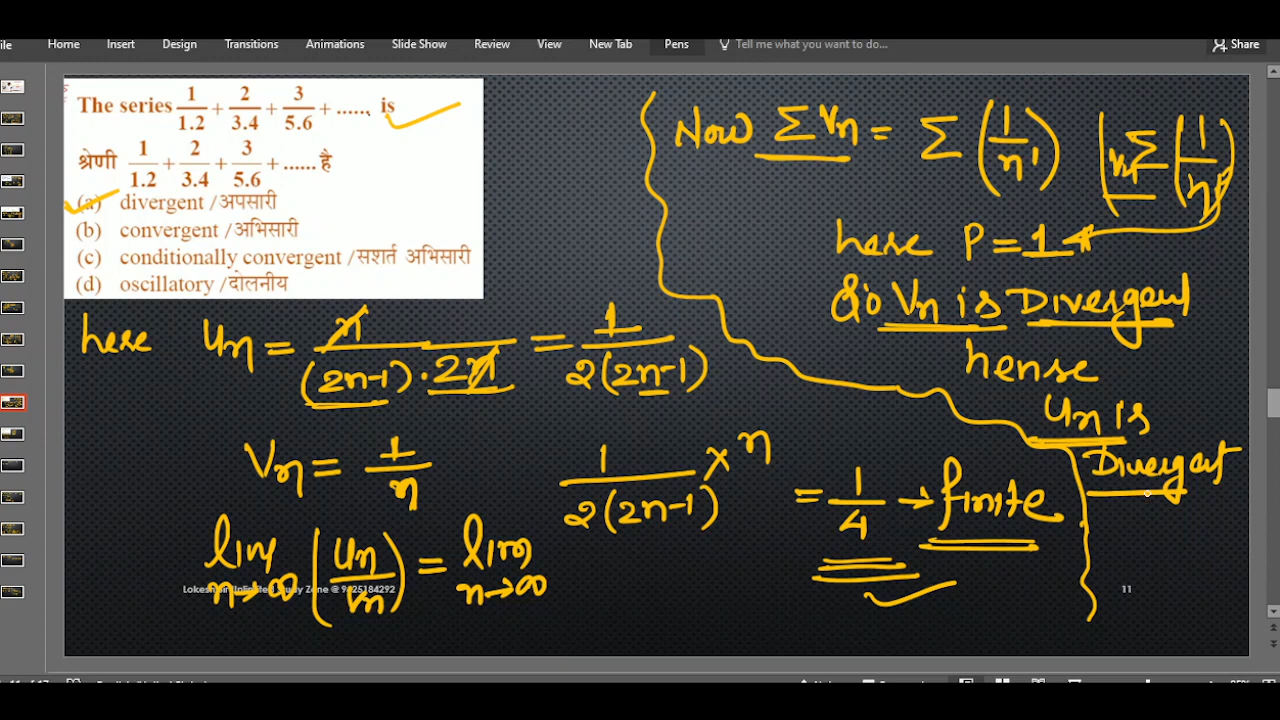 File Home Insert Design Transitions Animations Slide Show Review View New Tab Pens Tell me what you want to do... Share
The series 1/1.2 + 2/3.4 + 3/5.6 + ...... is
श्रेणी 1/1.2 + 2/3.4 + 3/5.6 + ...... है
(a) divergent /अपसारी
(b) convergent /अभिसारी
(c) conditionally convergent /सशर्त अभिसारी
(d) oscillatory /दोलनीय
here Un = n/((2n-1).2n) = 1/(2(2n-1))
Vn = 1/n
lim n→∞ (Un/Vn) = lim n→∞ 1/(2(2n-1)) × n = 1/4 → finite
Now ΣVn = Σ(1/n¹)
here P = 1
So Vn is Divergent
hense
Un is
Divergent
Study Zone @ 9425184292
11